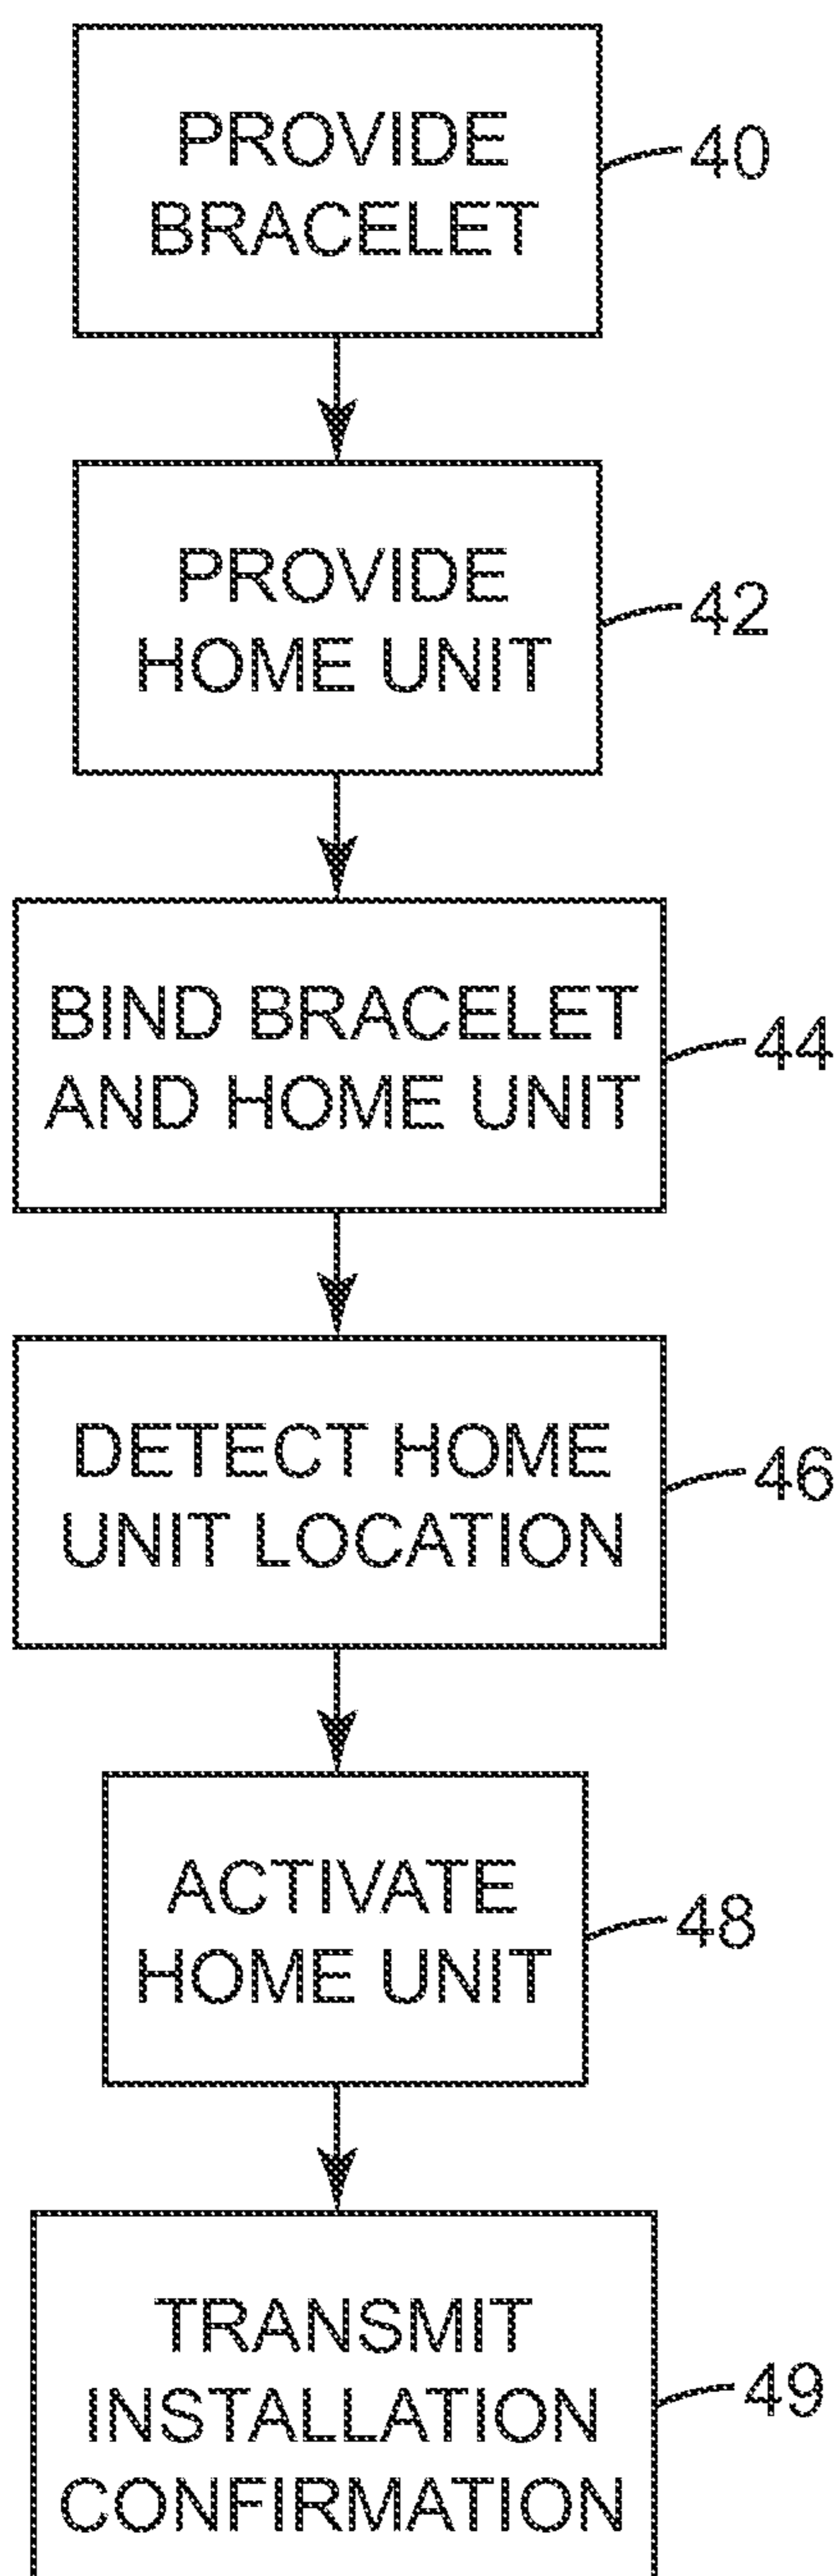 PROVIDE
BRACELET
40
PROVIDE
HOME UNIT
42
BIND BRACELET
AND HOME UNIT
44
DETECT HOME
UNIT LOCATION
46
ACTIVATE
HOME UNIT
48
TRANSMIT
INSTALLATION
CONFIRMATION
49